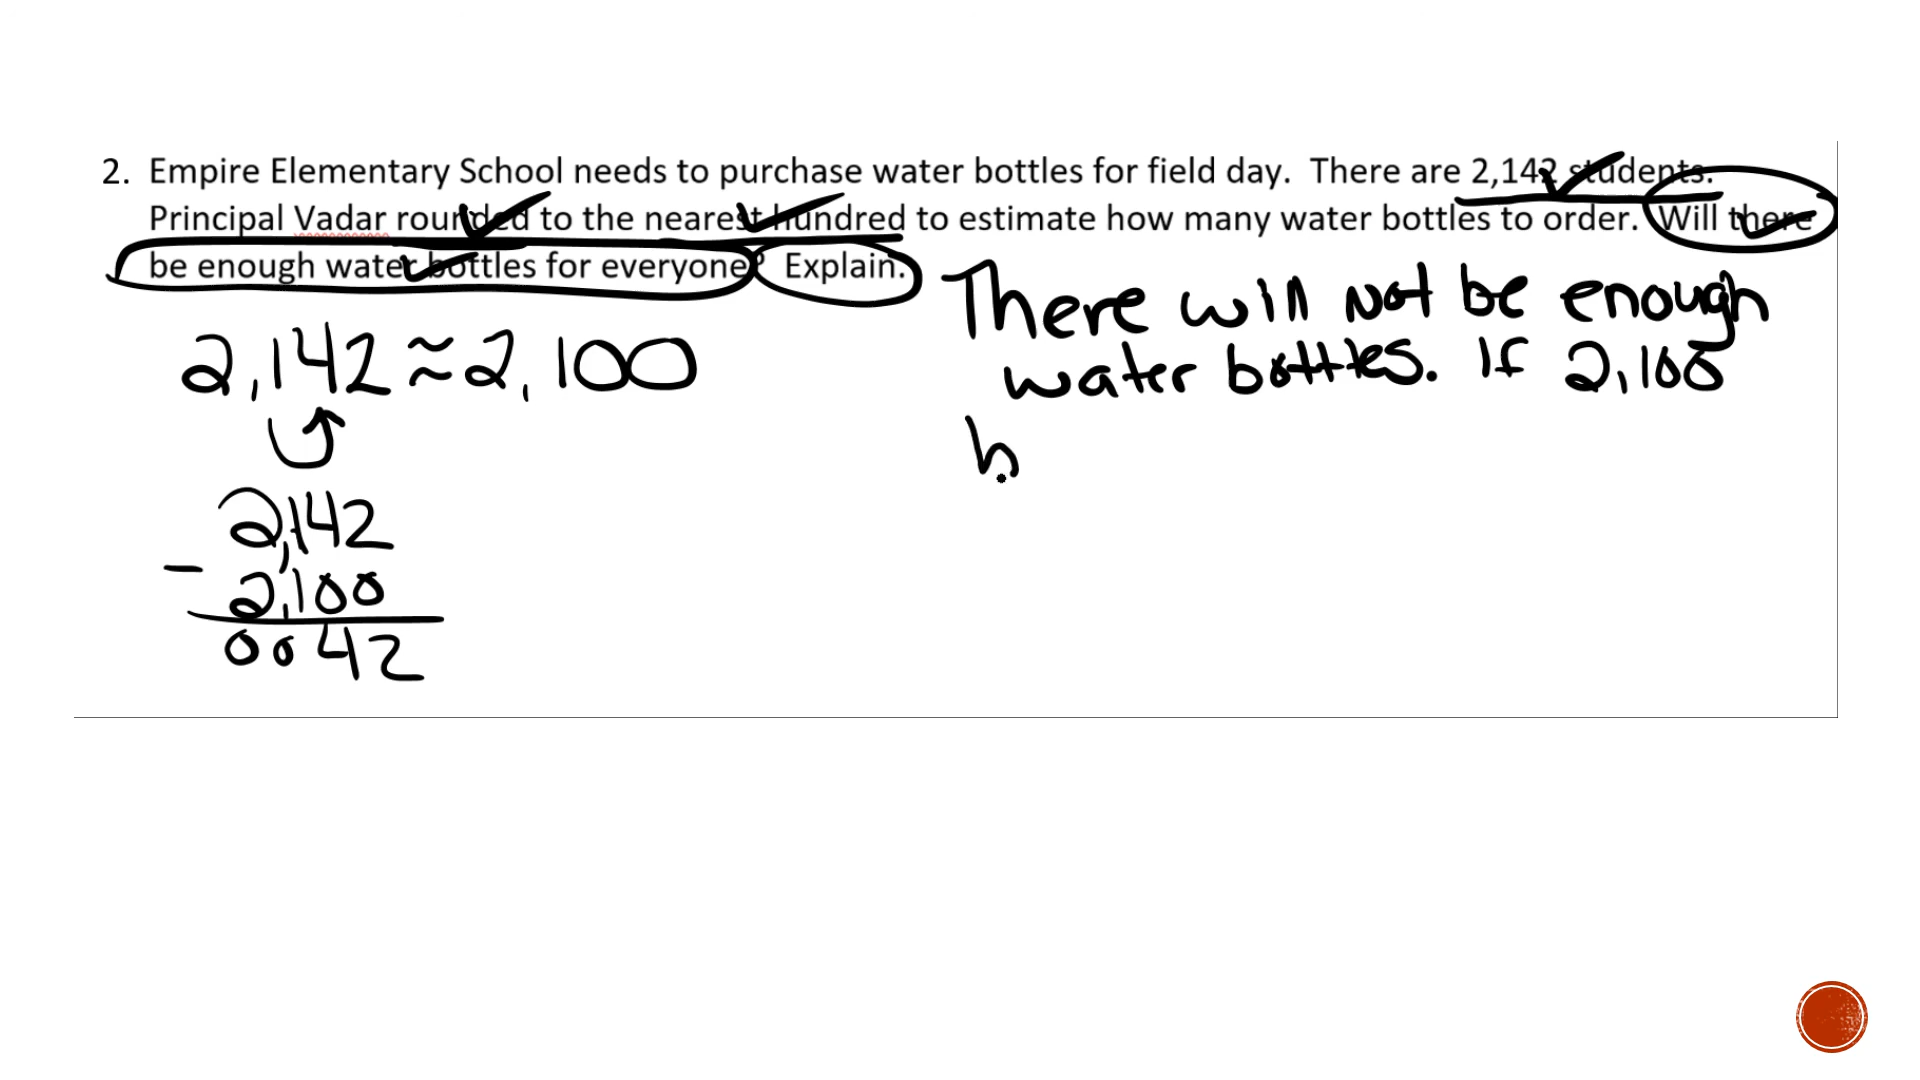 2. Empire Elementary School needs to purchase water bottles for field day. There are 2,142 students.
Principal Vadar rounded to the nearest hundred to estimate how many water bottles to order. Will there
be enough water bottles for everyone? Explain.
There will not be enough
water bottles. If 2,100
b
2,142 ≈ 2,100
2,142
- 2,100
0042